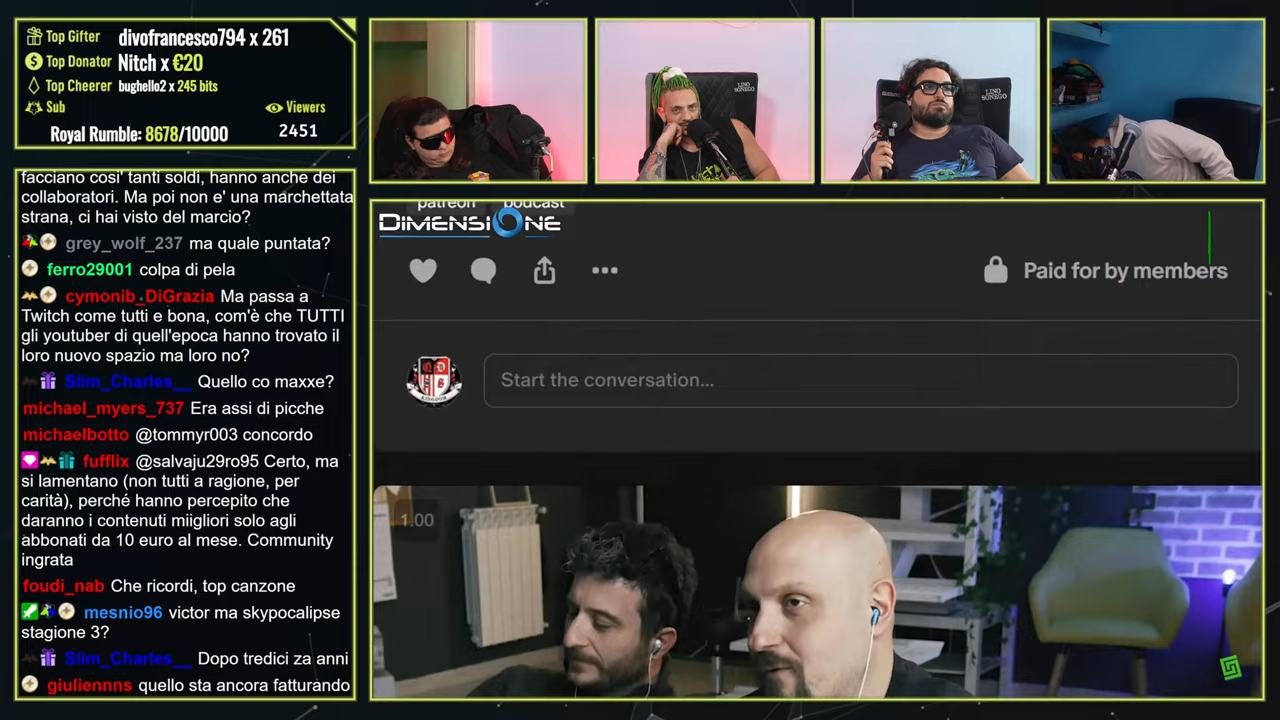 Top Gifter divofrancesco794 x 261
Top Donator Nitch x €20
Top Cheerer bughello2 x 245 bits
Sub
Viewers
Royal Rumble: 8678/10000
2451
facciano cosi' tanti soldi, hanno anche dei
collaboratori. Ma poi non e' una marchettata
strana, ci hai visto del marcio?
grey_wolf_237 ma quale puntata?
ferro29001 colpa di pela
cymonib_DiGrazia Ma passa a
Twitch come tutti e bona, com'è che TUTTI
gli youtuber di quell'epoca hanno trovato il
loro nuovo spazio ma loro no?
Slim_Charles__ Quello co maxxe?
michael_myers_737 Era assi di picche
michaelbotto @tommyr003 concordo
fufflix @salvaju29ro95 Certo, ma
si lamentano (non tutti a ragione, per
carità), perché hanno percepito che
daranno i contenuti miigliori solo agli
abbonati da 10 euro al mese. Community
ingrata
foudi_nab Che ricordi, top canzone
mesnio96 victor ma skypocalipse
stagione 3?
Slim_Charles__ Dopo tredici za anni
giuliennns quello sta ancora fatturando
LINO
SONEGO
LINO
SONEGO
patreon podcast
DIMENSIONE
Paid for by members
Start the conversation...
1.00